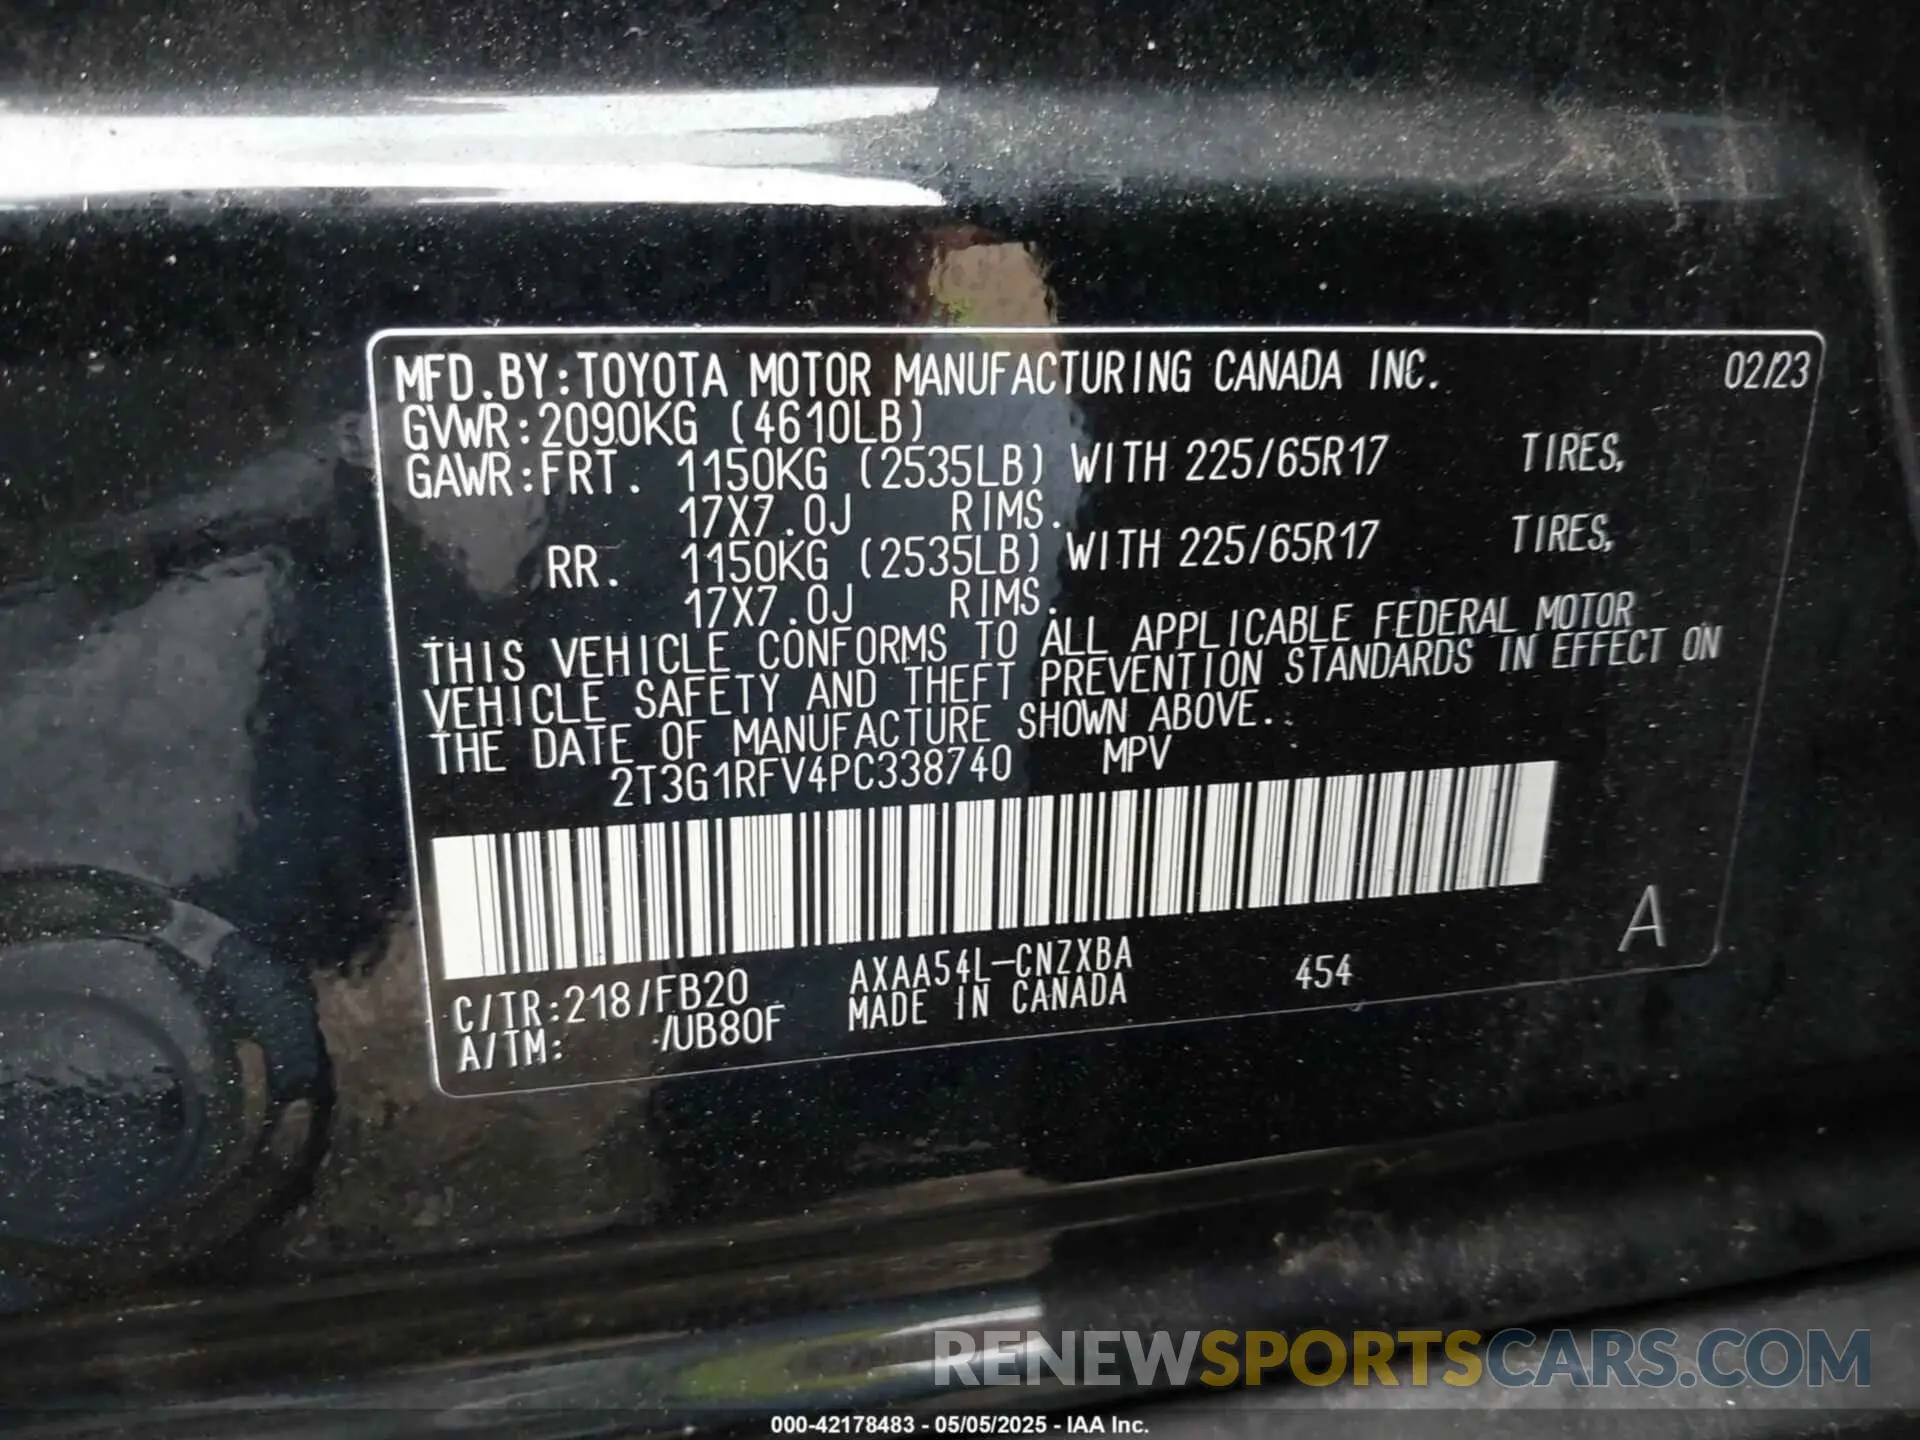 MFD.BY:TOYOTA MOTOR MANUFACTURING CANADA INC. 02/23
GVWR:2090KG (4610LB)
GAWR:FRT. 1150KG (2535LB) WITH 225/65R17 TIRES,
17X7.0J RIMS.
RR. 1150KG (2535LB) WITH 225/65R17 TIRES,
17X7.0J RIMS.
THIS VEHICLE CONFORMS TO ALL APPLICABLE FEDERAL MOTOR
VEHICLE SAFETY AND THEFT PREVENTION STANDARDS IN EFFECT ON
THE DATE OF MANUFACTURE SHOWN ABOVE.
2T3G1RFV4PC338740 MPV
A
C/TR:218/FB20 AXAA54L-CNZXBA 454
A/TM: /UB80F MADE IN CANADA
RENEWSPORTSCARS.COM
000-42178483 - 05/05/2025 - IAA Inc.